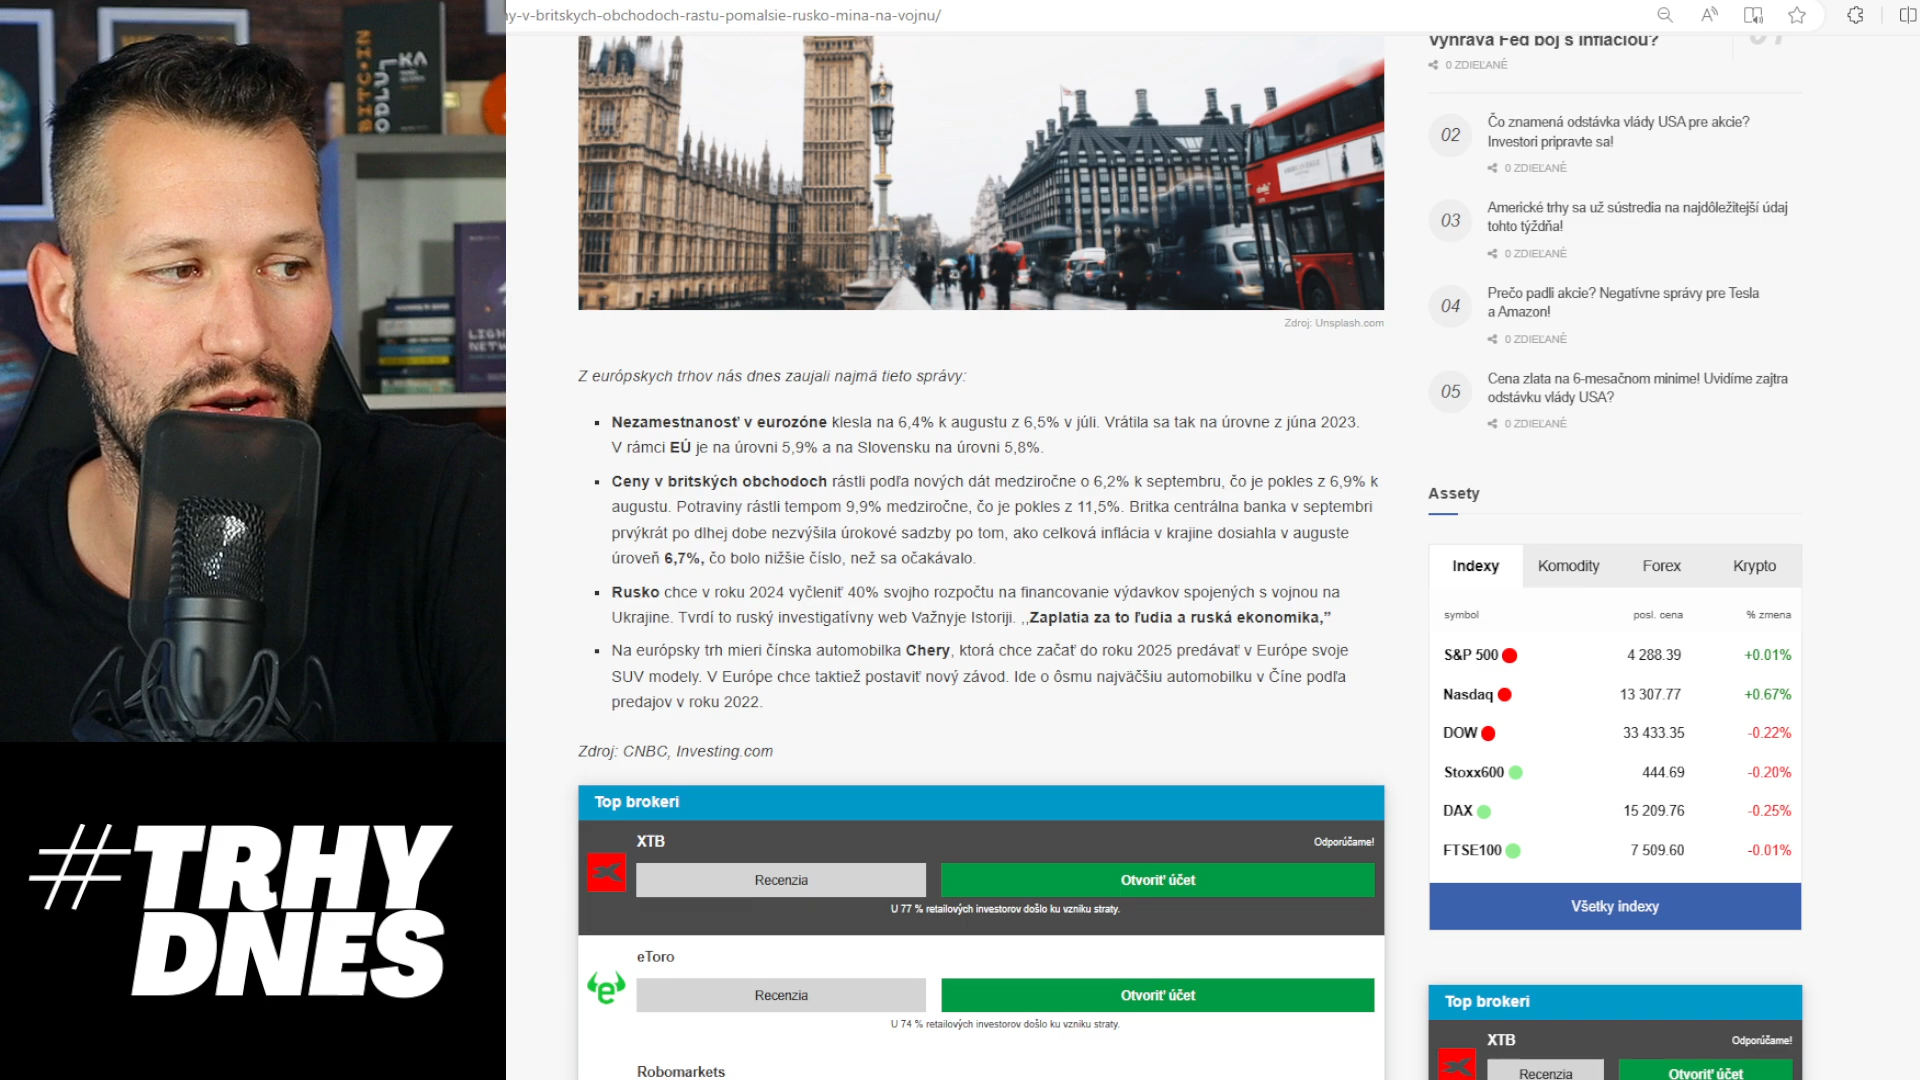 y-v-britskych-obchodoch-rastu-pomalsie-rusko-mina-na-vojnu/
BITCOIN
ODLUKA
#TRHY
DNES
Zdroj: Unsplash.com
Z európskych trhov nás dnes zaujali najmä tieto správy:
Nezamestnanosť v eurozóne klesla na 6,4% k augustu z 6,5% v júli. Vrátila sa tak na úrovne z júna 2023.
V rámci EÚ je na úrovni 5,9% a na Slovensku na úrovni 5,8%.
Ceny v britských obchodoch rástli podľa nových dát medziročne o 6,2% k septembru, čo je pokles z 6,9% k
augustu. Potraviny rástli tempom 9,9% medziročne, čo je pokles z 11,5%. Britka centrálna banka v septembri
prvýkrát po dlhej dobe nezvýšila úrokové sadzby po tom, ako celková inflácia v krajine dosiahla v auguste
úroveň 6,7%, čo bolo nižšie číslo, než sa očakávalo.
Rusko chce v roku 2024 vyčleniť 40% svojho rozpočtu na financovanie výdavkov spojených s vojnou na
Ukrajine. Tvrdí to ruský investigatívny web Važnyje Istoriji. ,,Zaplatia za to ľudia a ruská ekonomika,”
Na európsky trh mieri čínska automobilka Chery, ktorá chce začať do roku 2025 predávať v Európe svoje
SUV modely. V Európe chce taktiež postaviť nový závod. Ide o ôsmu najväčšiu automobilku v Číne podľa
predajov v roku 2022.
Zdroj: CNBC, Investing.com
Top brokeri
XTB
Odporúčame!
Recenzia
Otvoriť účet
U 77 % retailových investorov došlo ku vzniku straty.
eToro
Recenzia
Otvoriť účet
U 74 % retailových investorov došlo ku vzniku straty.
Robomarkets
Vyhráva Fed boj s infláciou?
0 ZDIEĽANÉ
02
Čo znamená odstávka vlády USA pre akcie?
Investori pripravte sa!
0 ZDIEĽANÉ
03
Americké trhy sa už sústredia na najdôležitejší údaj
tohto týždňa!
0 ZDIEĽANÉ
04
Prečo padli akcie? Negatívne správy pre Tesla
a Amazon!
0 ZDIEĽANÉ
05
Cena zlata na 6-mesačnom minime! Uvidíme zajtra
odstávku vlády USA?
0 ZDIEĽANÉ
Assety
Indexy Komodity Forex Krypto
symbol posl. cena % zmena
S&P 500 4 288.39 +0.01%
Nasdaq 13 307.77 +0.67%
DOW 33 433.35 -0.22%
Stoxx600 444.69 -0.20%
DAX 15 209.76 -0.25%
FTSE100 7 509.60 -0.01%
Všetky indexy
Top brokeri
XTB
Odporúčame!
Recenzia
Otvoriť účet